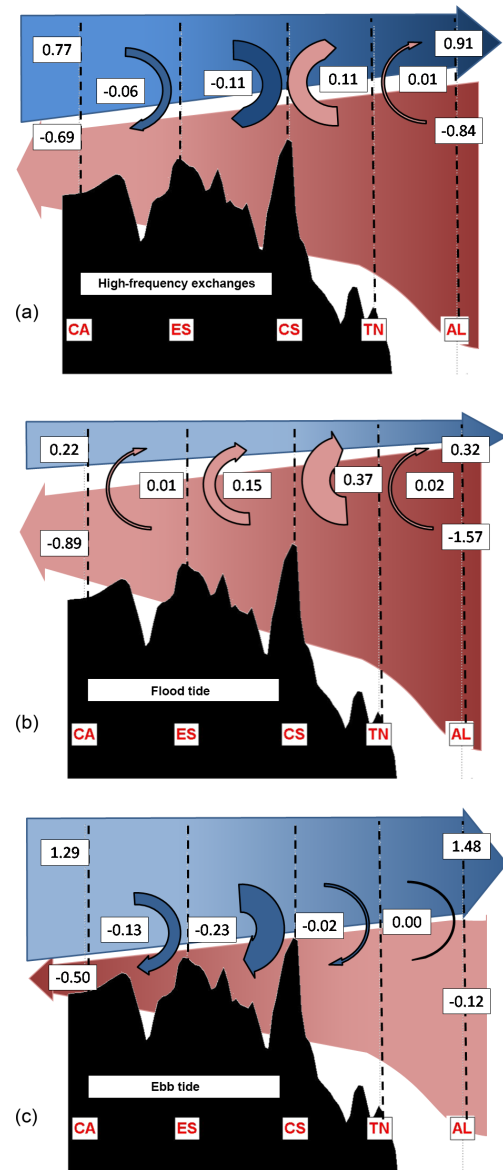 0.77
0.91
-0.06
-0.11
0.11
0.01
-0.69
-0.84
High-frequency exchanges
(a)
CA ES CS TN AL
0.22
0.32
0.01
0.15
0.37
0.02
-0.89
-1.57
Flood tide
(b)
CA ES CS TN AL
1.29
1.48
-0.13
-0.23
-0.02
0.00
-0.50
-0.12
Ebb tide
(c)
CA ES CS TN AL